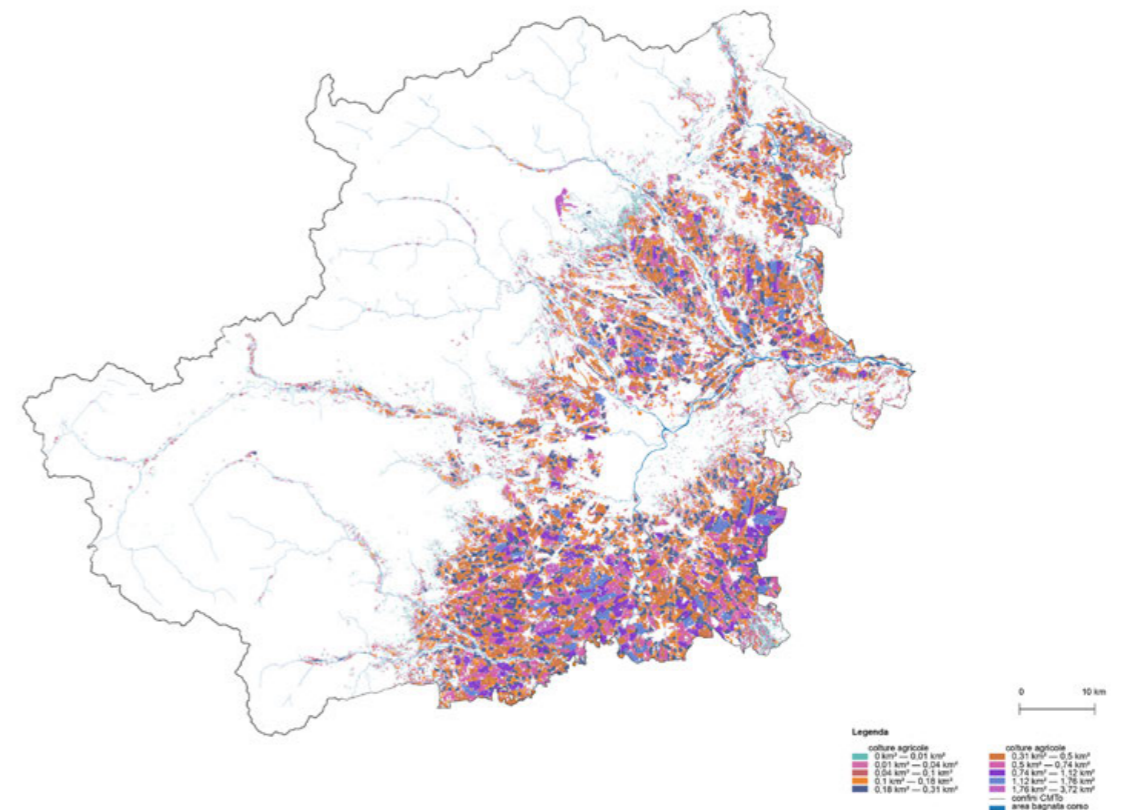 0 10 km
Legenda
colture agricole
0 km² — 0,01 km²
0,01 km² — 0,04 km²
0,04 km² — 0,1 km²
0,1 km² — 0,18 km²
0,18 km² — 0,31 km²
colture agricole
0,31 km² — 0,5 km²
0,5 km² — 0,74 km²
0,74 km² — 1,12 km²
1,12 km² — 1,76 km²
1,76 km² — 3,72 km²
confini CMTo
area bagnata corso